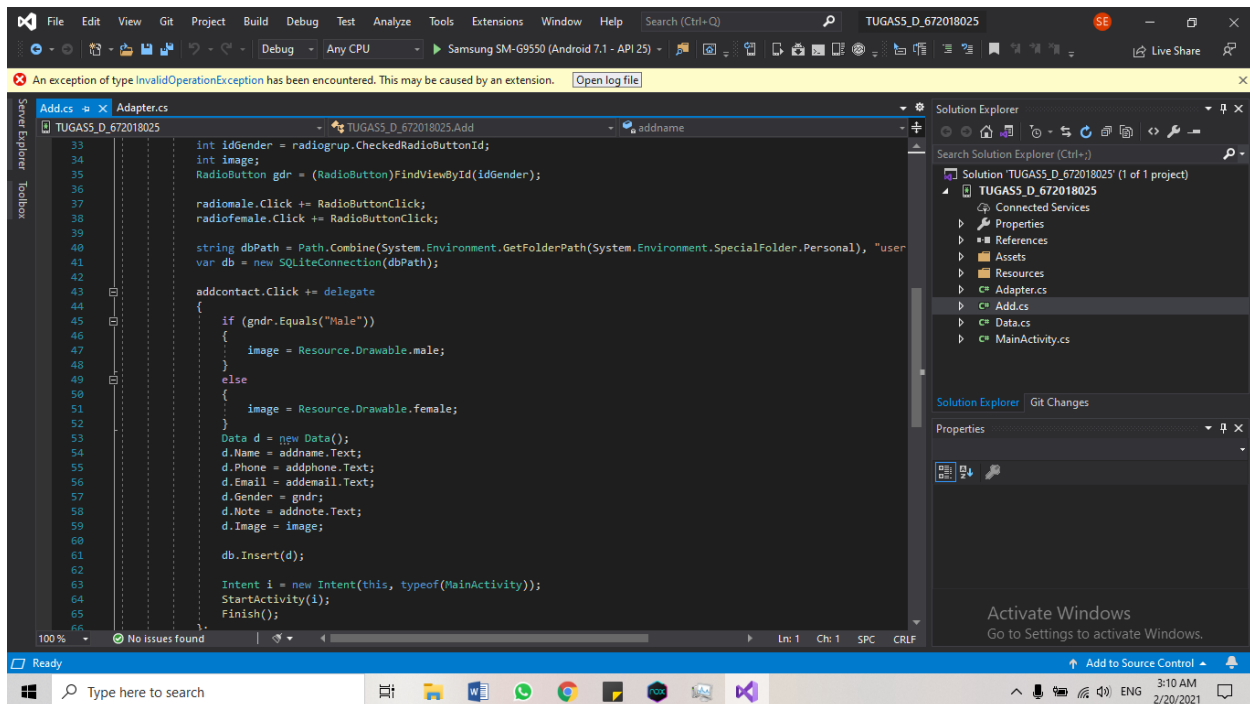 File Edit View Git Project Build Debug Test Analyze Tools Extensions Window Help Search (Ctrl+Q) TUGAS5_D_672018025 SE
Debug Any CPU Samsung SM-G9550 (Android 7.1 - API 25) Live Share
An exception of type InvalidOperationException has been encountered. This may be caused by an extension. Open log file
Server Explorer
Toolbox
Add.cs Adapter.cs
TUGAS5_D_672018025 TUGAS5_D_672018025.Add addname
33 int idGender = radiogrup.CheckedRadioButtonId;
34 int image;
35 RadioButton gdr = (RadioButton)FindViewById(idGender);
36
37 radiomale.Click += RadioButtonClick;
38 radiofemale.Click += RadioButtonClick;
39
40 string dbPath = Path.Combine(System.Environment.GetFolderPath(System.Environment.SpecialFolder.Personal), "user
41 var db = new SQLiteConnection(dbPath);
42
43 addcontact.Click += delegate
44 {
45 if (gndr.Equals("Male"))
46 {
47 image = Resource.Drawable.male;
48 }
49 else
50 {
51 image = Resource.Drawable.female;
52 }
53 Data d = new Data();
54 d.Name = addname.Text;
55 d.Phone = addphone.Text;
56 d.Email = addemail.Text;
57 d.Gender = gndr;
58 d.Note = addnote.Text;
59 d.Image = image;
60
61 db.Insert(d);
62
63 Intent i = new Intent(this, typeof(MainActivity));
64 StartActivity(i);
65 Finish();
66 };
100 % No issues found Ln: 1 Ch: 1 SPC CRLF
Solution Explorer
Search Solution Explorer (Ctrl+;)
Solution 'TUGAS5_D_672018025' (1 of 1 project)
TUGAS5_D_672018025
Connected Services
Properties
References
Assets
Resources
C# Adapter.cs
C# Add.cs
C# Data.cs
C# MainActivity.cs
Solution Explorer Git Changes
Properties
Activate Windows
Go to Settings to activate Windows.
Ready Add to Source Control
Type here to search nox ENG 3:10 AM
2/20/2021